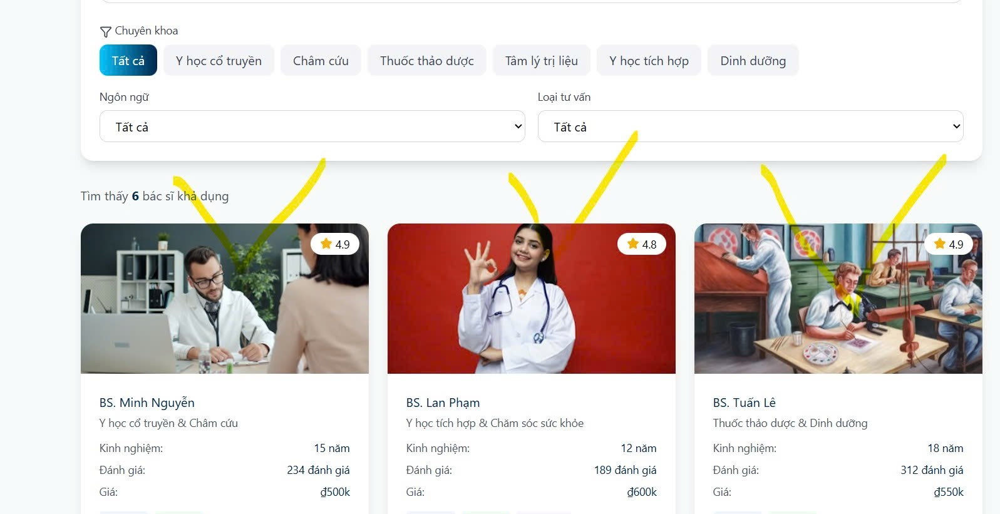 Chuyên khoa
Tất cả Y học cổ truyền Châm cứu Thuốc thảo dược Tâm lý trị liệu Y học tích hợp Dinh dưỡng
Ngôn ngữ Loại tư vấn
Tất cả Tất cả
Tìm thấy 6 bác sĩ khả dụng
4.9 4.8 4.9
BS. Minh Nguyễn BS. Lan Phạm BS. Tuấn Lê
Y học cổ truyền & Châm cứu Y học tích hợp & Chăm sóc sức khỏe Thuốc thảo dược & Dinh dưỡng
Kinh nghiệm: 15 năm Kinh nghiệm: 12 năm Kinh nghiệm: 18 năm
Đánh giá: 234 đánh giá Đánh giá: 189 đánh giá Đánh giá: 312 đánh giá
Giá: ₫500k Giá: ₫600k Giá: ₫550k